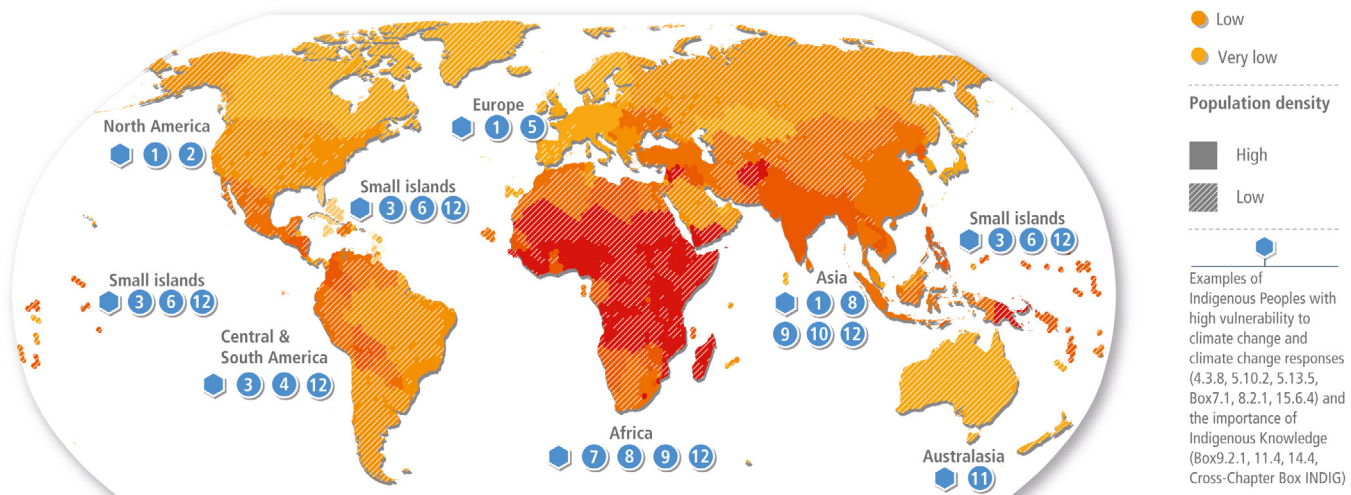 North America
1 2
Europe
1 5
Small islands
3 6 12
Small islands
3 6 12
Small islands
3 6 12
Asia
1 8
9 10 12
Central &
South America
3 4 12
Africa
7 8 9 12
Australasia
11
Low
Very low
Population density
High
Low
Examples of
Indigenous Peoples with
high vulnerability to
climate change and
climate change responses
(4.3.8, 5.10.2, 5.13.5,
Box7.1, 8.2.1, 15.6.4) and
the importance of
Indigenous Knowledge
(Box9.2.1, 11.4, 14.4,
Cross-Chapter Box INDIG)